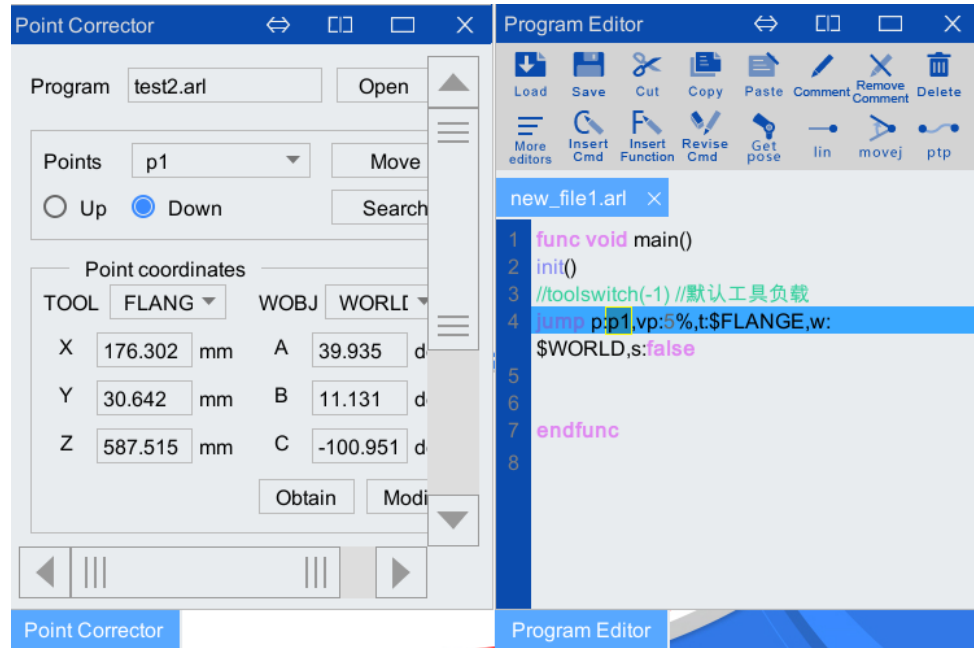 Point Corrector
Program test2.arl Open
Points p1 Move
Up Down Search
Point coordinates
TOOL FLANG WOBJ WORLD
X 176.302 mm A 39.935 d
Y 30.642 mm B 11.131 d
Z 587.515 mm C -100.951 d
Obtain Modi
Point Corrector
Program Editor
Load Save Cut Copy Paste Comment Remove Comment Delete
More editors Insert Cmd Insert Function Revise Cmd Get pose lin movej ptp
new_file1.arl
1 func void main()
2 init()
3 //toolswitch(-1) //默认工具负载
4 jump p:p1,vp:5%,t:$FLANGE,w:
$WORLD,s:false
5
6
7 endfunc
8
Program Editor